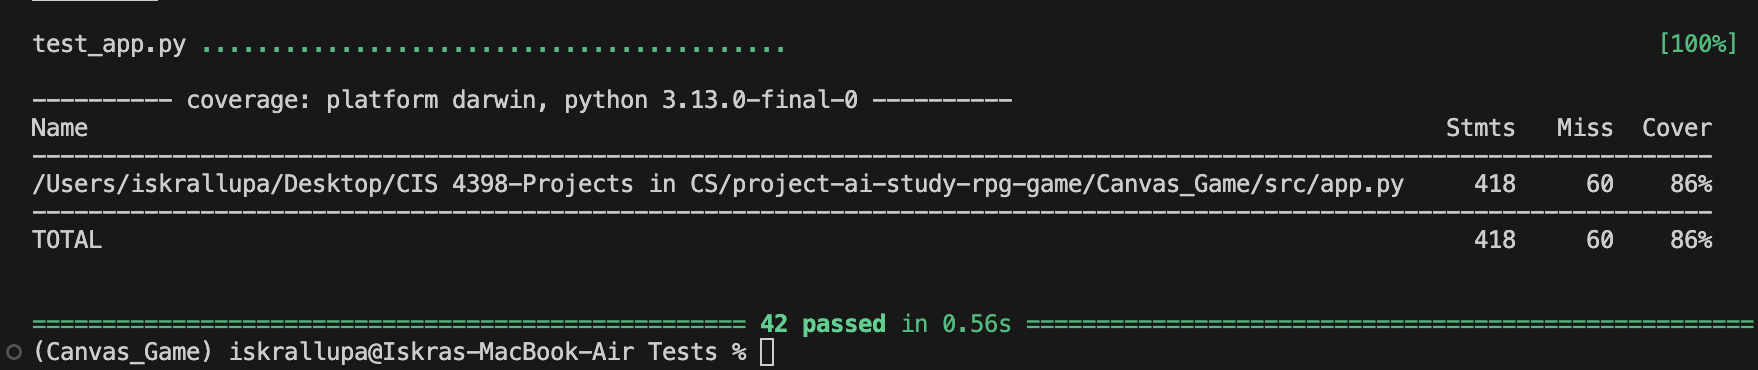 test_app.py ..........................................  [100%]
---------- coverage: platform darwin, python 3.13.0-final-0 ----------
Name  Stmts  Miss  Cover
/Users/iskrallupa/Desktop/CIS 4398-Projects in CS/project-ai-study-rpg-game/Canvas_Game/src/app.py  418  60  86%
TOTAL  418  60  86%
42 passed in 0.56s
(Canvas_Game) iskrallupa@Iskras-MacBook-Air Tests %